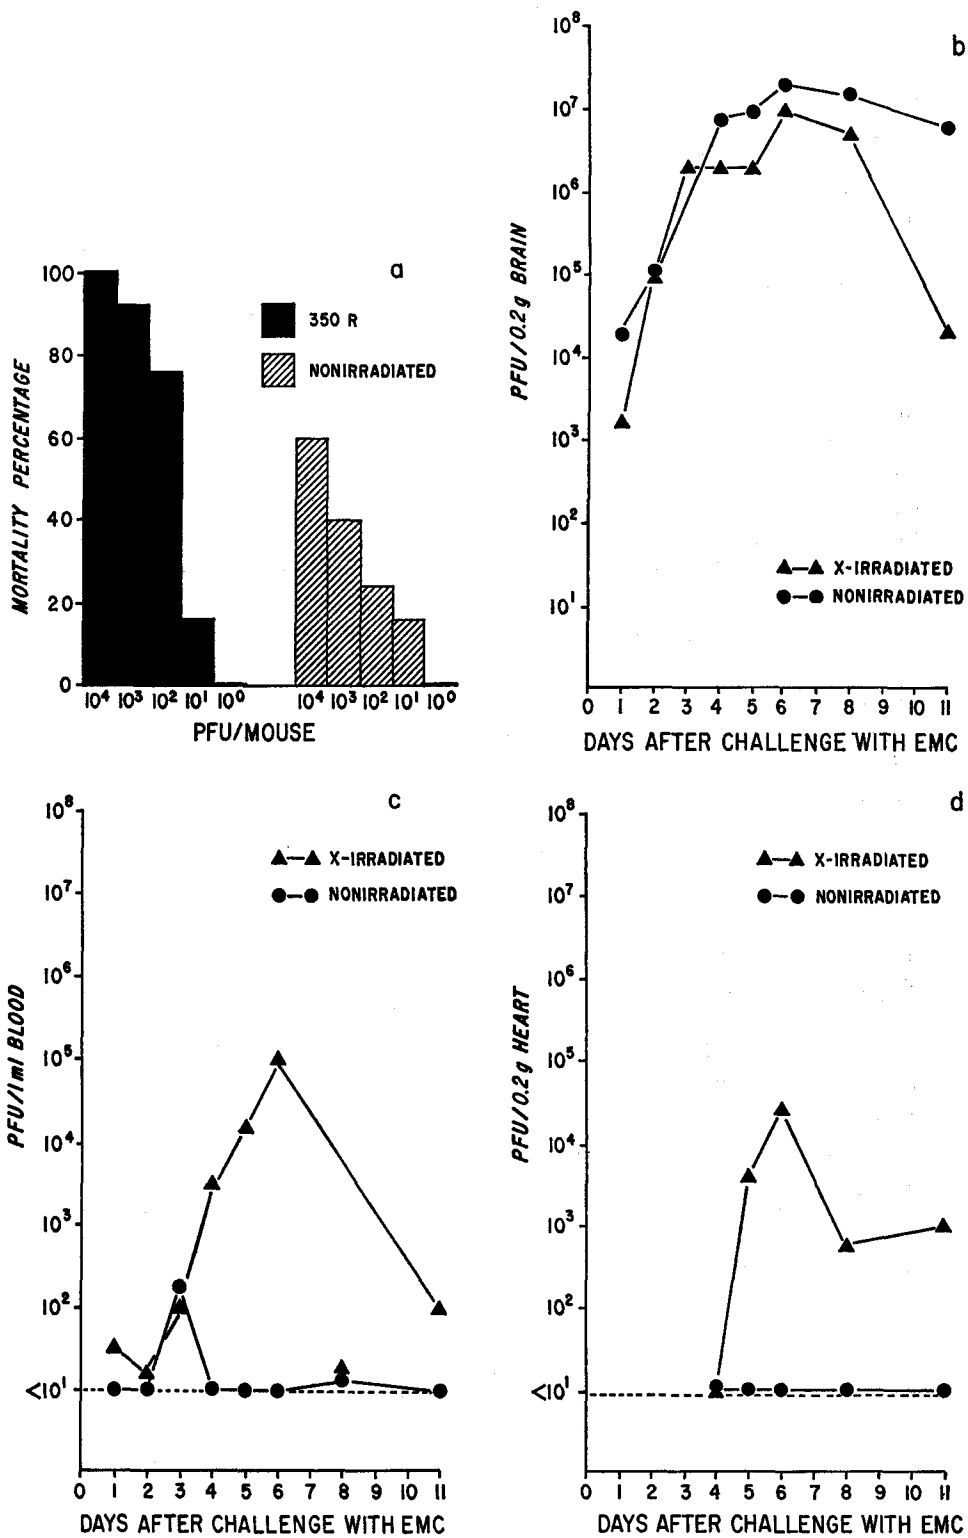 a
100
80
60
40
20
0
MORTALITY PERCENTAGE
350 R
NONIRRADIATED
10⁴ 10³ 10² 10¹ 10⁰ 10⁴ 10³ 10² 10¹ 10⁰
PFU/MOUSE
b
10⁸
10⁷
10⁶
10⁵
10⁴
10³
10²
10¹
PFU/0.2g BRAIN
X-IRRADIATED
NONIRRADIATED
0 1 2 3 4 5 6 7 8 9 10 11
DAYS AFTER CHALLENGE WITH EMC
c
10⁸
10⁷
10⁶
10⁵
10⁴
10³
10²
<10¹
PFU/1ml BLOOD
X-IRRADIATED
NONIRRADIATED
0 1 2 3 4 5 6 7 8 9 10 11
DAYS AFTER CHALLENGE WITH EMC
d
10⁸
10⁷
10⁶
10⁵
10⁴
10³
10²
<10¹
PFU/0.2g HEART
X-IRRADIATED
NONIRRADIATED
0 1 2 3 4 5 6 7 8 9 10 11
DAYS AFTER CHALLENGE WITH EMC